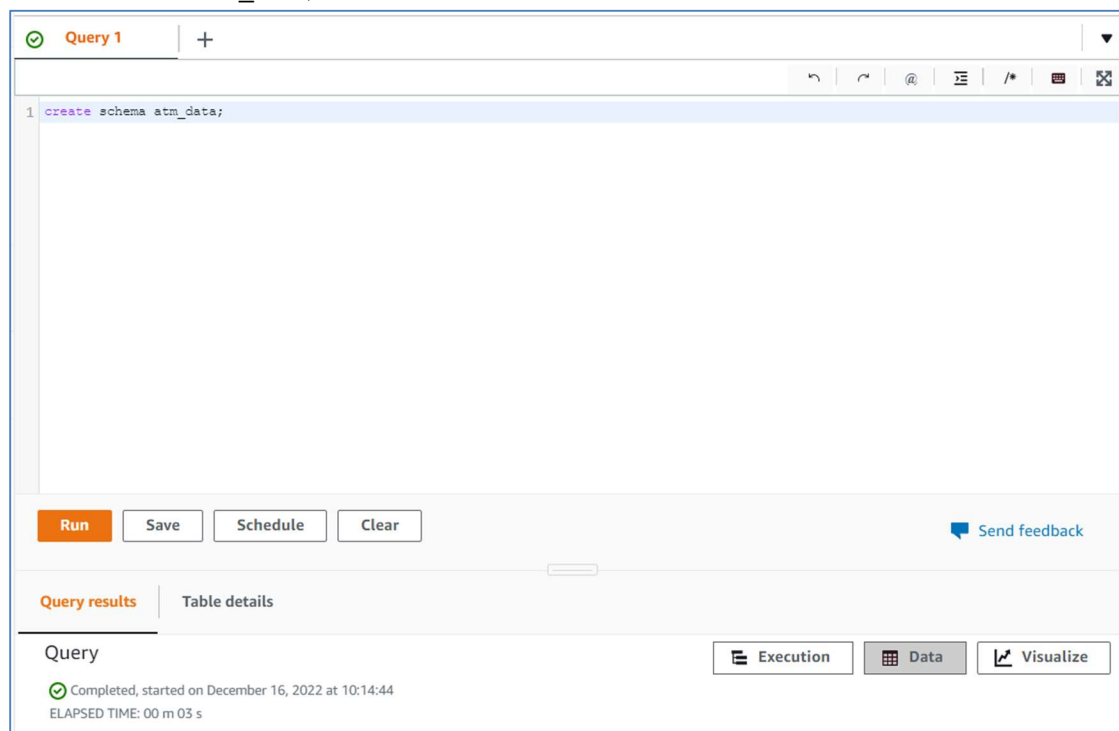 Query 1
@
/*
1 create schema atm_data;
Run Save Schedule Clear
Send feedback
Query results Table details
Query
Execution Data Visualize
Completed, started on December 16, 2022 at 10:14:44
ELAPSED TIME: 00 m 03 s